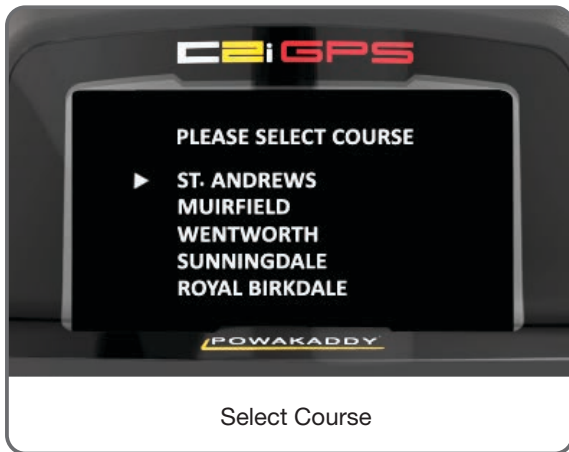 C2i GPS
PLEASE SELECT COURSE
ST. ANDREWS
MUIRFIELD
WENTWORTH
SUNNINGDALE
ROYAL BIRKDALE
POWAKADDY
Select Course